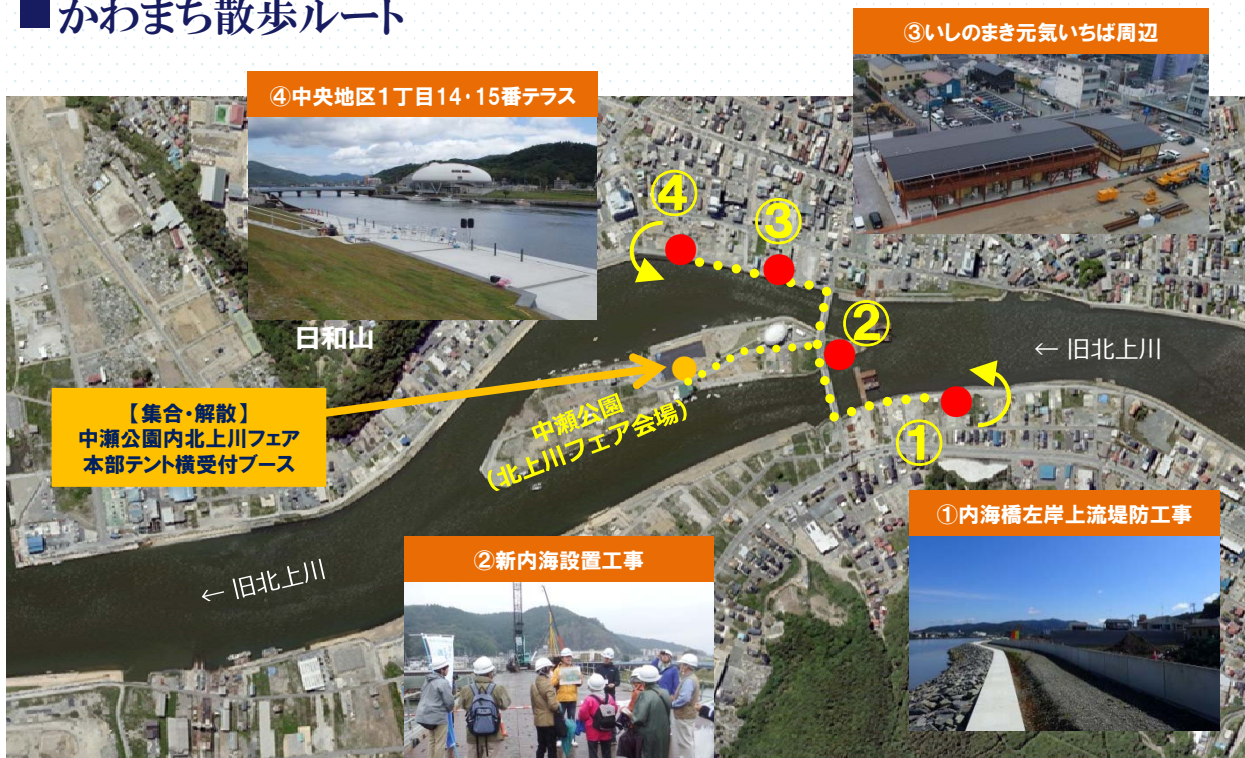 ■かわまち散歩ルート
③いしのまき元気いちば周辺
④中央地区1丁目14・15番テラス
④
③
②
日和山
← 旧北上川
【集合・解散】
中瀬公園内北上川フェア
本部テント横受付ブース
中瀬公園
（北上川フェア会場）
①
①内海橋左岸上流堤防工事
②新内海設置工事
← 旧北上川